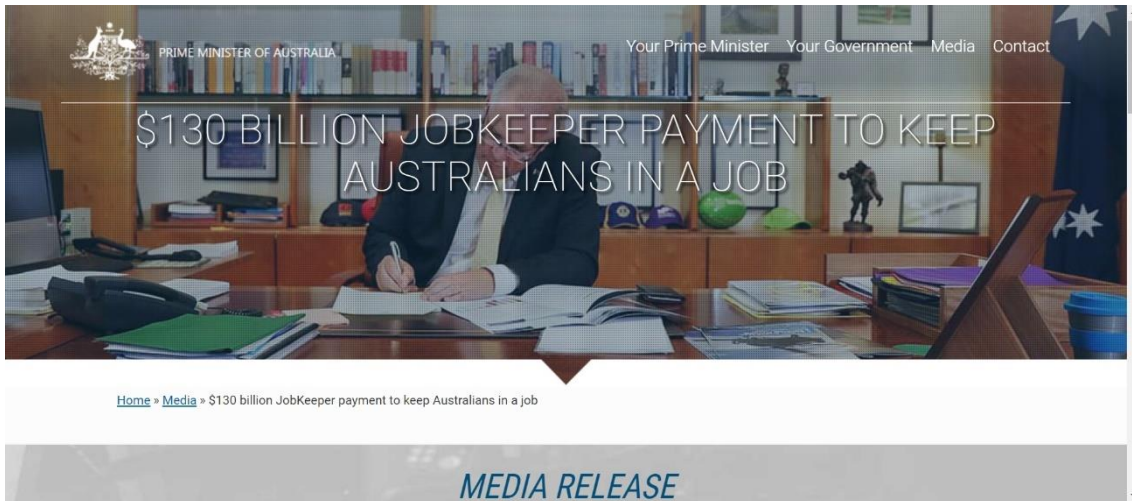 PRIME MINISTER OF AUSTRALIA
Your Prime Minister Your Government Media Contact
$130 BILLION JOBKEEPER PAYMENT TO KEEP
AUSTRALIANS IN A JOB
Home » Media » $130 billion JobKeeper payment to keep Australians in a job
MEDIA RELEASE